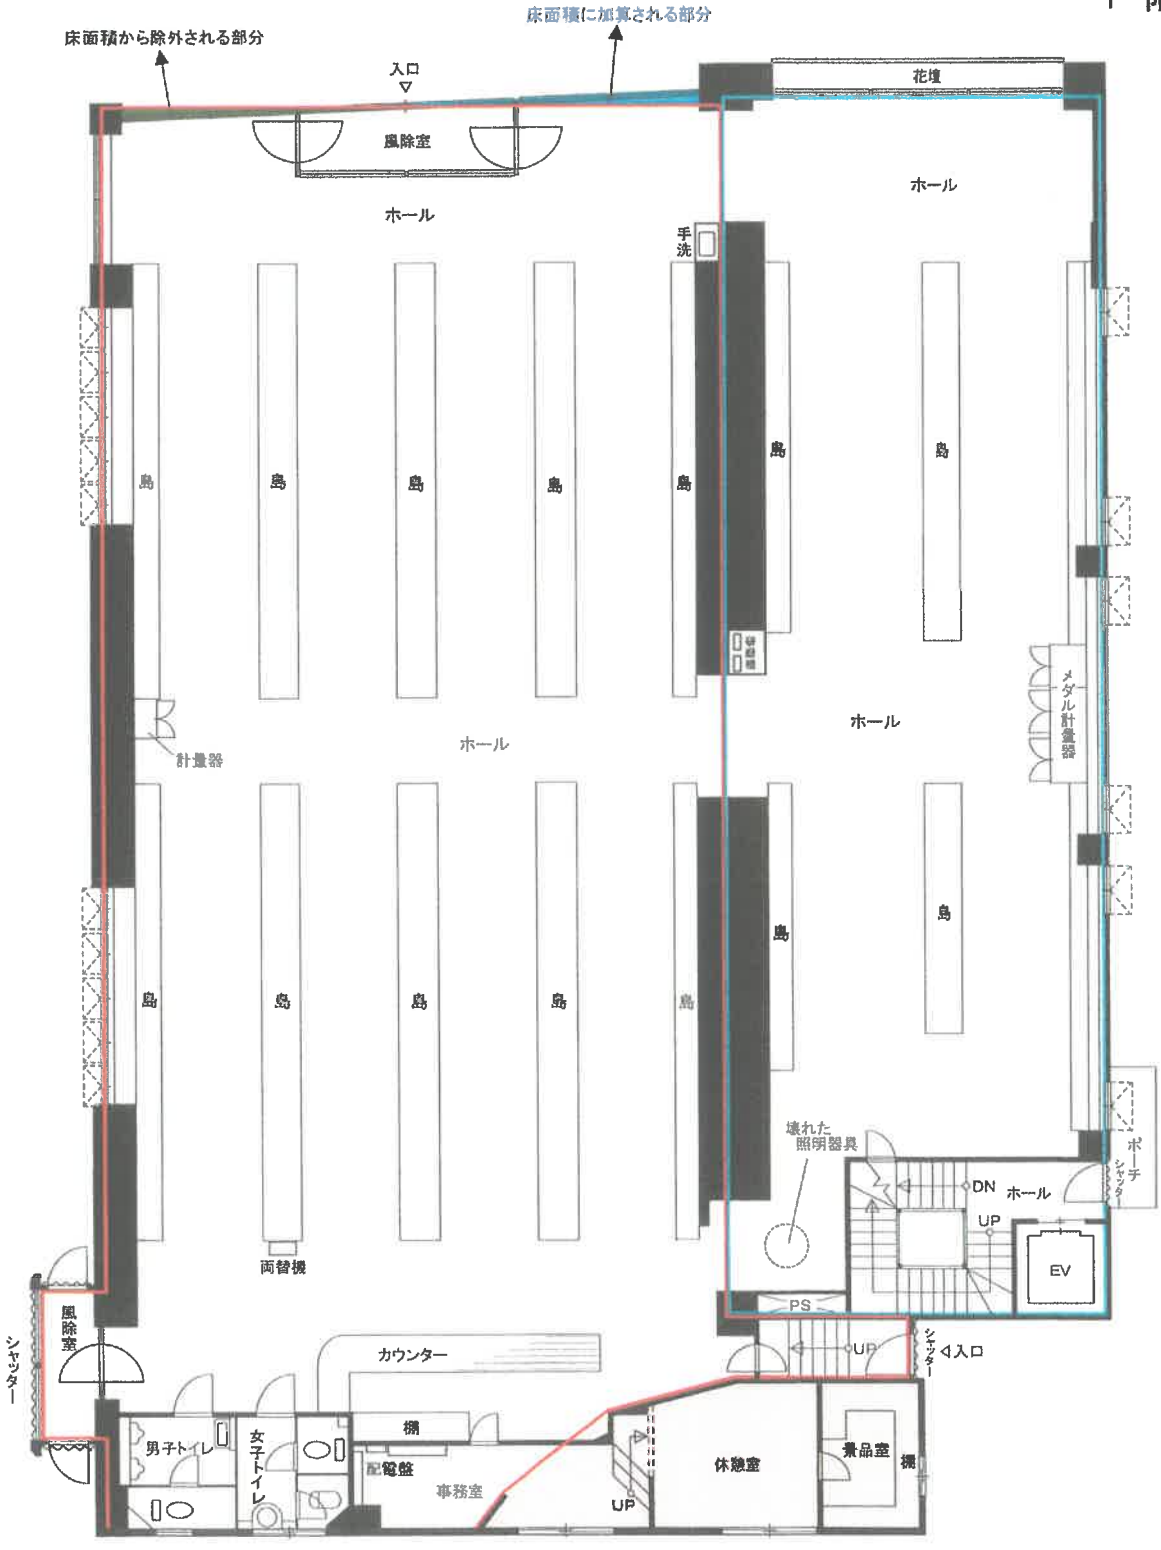 床面積に加算される部分
1 階
床面積から除外される部分
入口
花壇
風除室
ホール
ホール
手洗
島
島
島
島
島
島
島
ホール
ホール
計量器
メダル計量器
島
島
島
島
島
島
島
壊れた
照明器具
ポーチ
シャッター
DN
ホール
UP
EV
両替機
PS
風除室
シャッター
カウンター
UP
シャッター
入口
棚
男子トイレ
女子トイレ
配電盤
事務室
UP
休憩室
景品室
棚